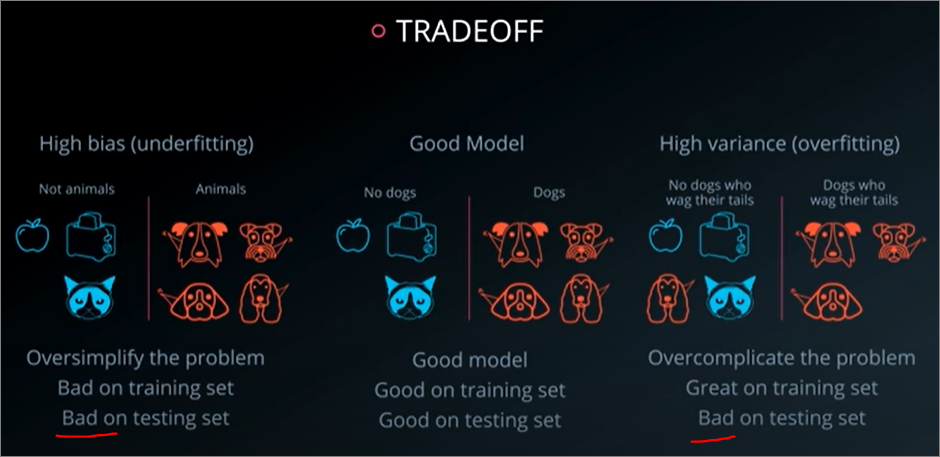 TRADEOFF
High bias (underfitting)
Not animals
Animals
Oversimplify the problem
Bad on training set
Bad on testing set
Good Model
No dogs
Dogs
Good model
Good on training set
Good on testing set
High variance (overfitting)
No dogs who
wag their tails
Dogs who
wag their tails
Overcomplicate the problem
Great on training set
Bad on testing set